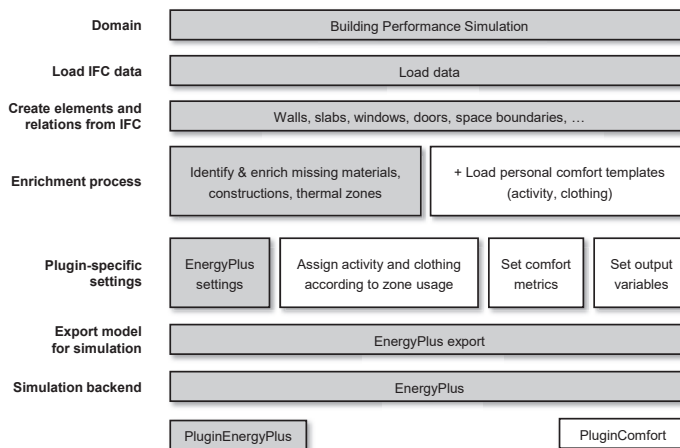 Domain
Building Performance Simulation
Load IFC data
Load data
Create elements and
relations from IFC
Walls, slabs, windows, doors, space boundaries, …
Enrichment process
Identify & enrich missing materials,
constructions, thermal zones
+ Load personal comfort templates
(activity, clothing)
Plugin-specific
settings
EnergyPlus
settings
Assign activity and clothing
according to zone usage
Set comfort
metrics
Set output
variables
Export model
for simulation
EnergyPlus export
Simulation backend
EnergyPlus
PluginEnergyPlus
PluginComfort